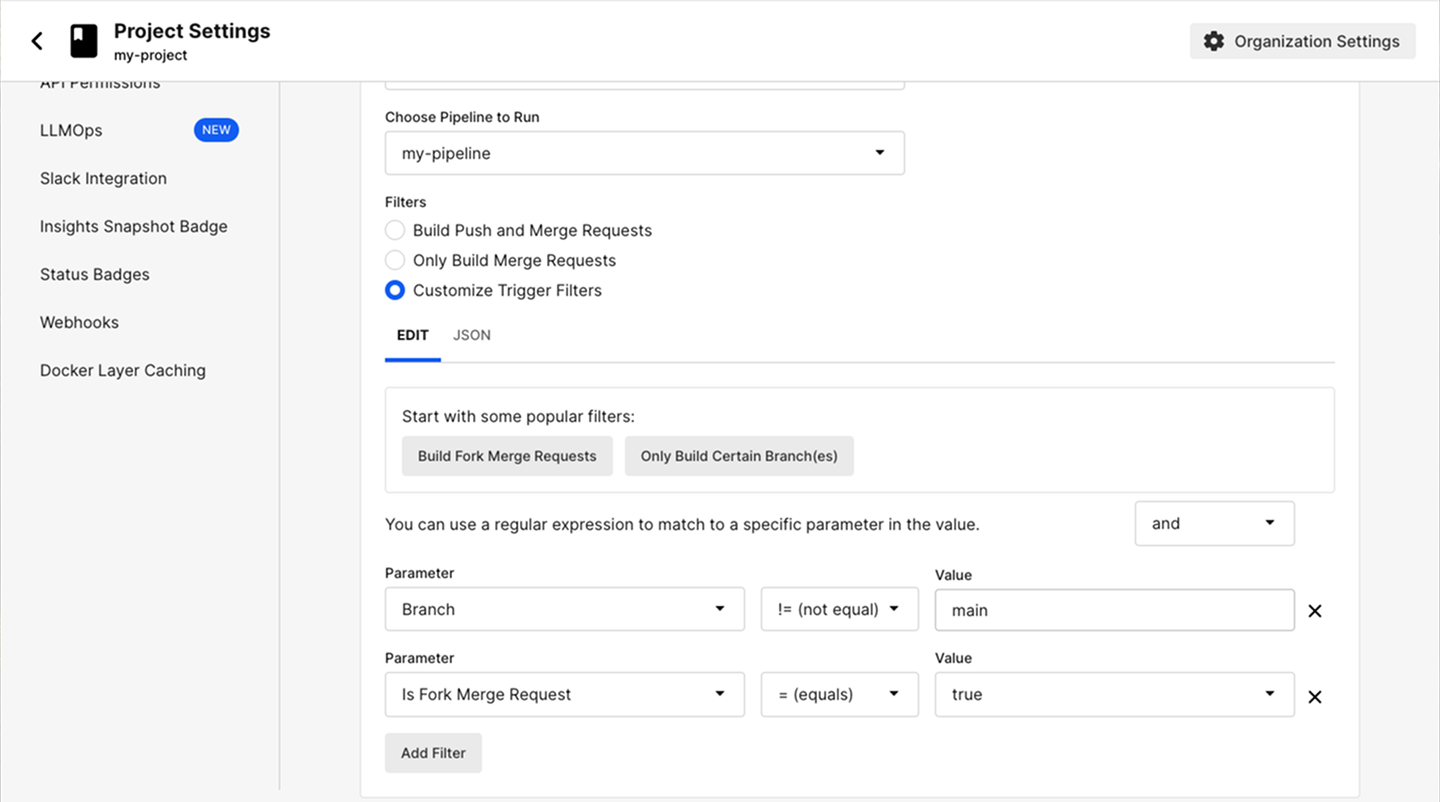 Project Settings
my-project
Organization Settings
API Permissions
LLMOps NEW
Slack Integration
Insights Snapshot Badge
Status Badges
Webhooks
Docker Layer Caching
Choose Pipeline to Run
my-pipeline
Filters
Build Push and Merge Requests
Only Build Merge Requests
Customize Trigger Filters
EDIT JSON
Start with some popular filters:
Build Fork Merge Requests Only Build Certain Branch(es)
You can use a regular expression to match to a specific parameter in the value. and
Parameter Value
Branch != (not equal) main
Parameter Value
Is Fork Merge Request = (equals) true
Add Filter